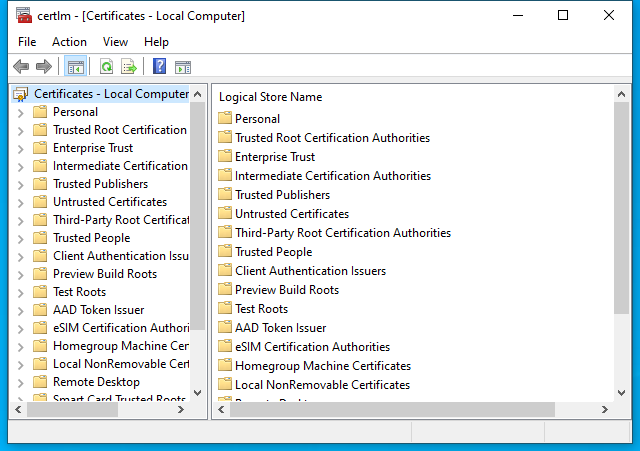 certlm - [Certificates - Local Computer]
File Action View Help
Certificates - Local Computer
Personal
Trusted Root Certification
Enterprise Trust
Intermediate Certification
Trusted Publishers
Untrusted Certificates
Third-Party Root Certificat
Trusted People
Client Authentication Issu
Preview Build Roots
Test Roots
AAD Token Issuer
eSIM Certification Authori
Homegroup Machine Cer
Local NonRemovable Cert
Remote Desktop
Smart Card Trusted Roots
Logical Store Name
Personal
Trusted Root Certification Authorities
Enterprise Trust
Intermediate Certification Authorities
Trusted Publishers
Untrusted Certificates
Third-Party Root Certification Authorities
Trusted People
Client Authentication Issuers
Preview Build Roots
Test Roots
AAD Token Issuer
eSIM Certification Authorities
Homegroup Machine Certificates
Local NonRemovable Certificates
Remote Desktop